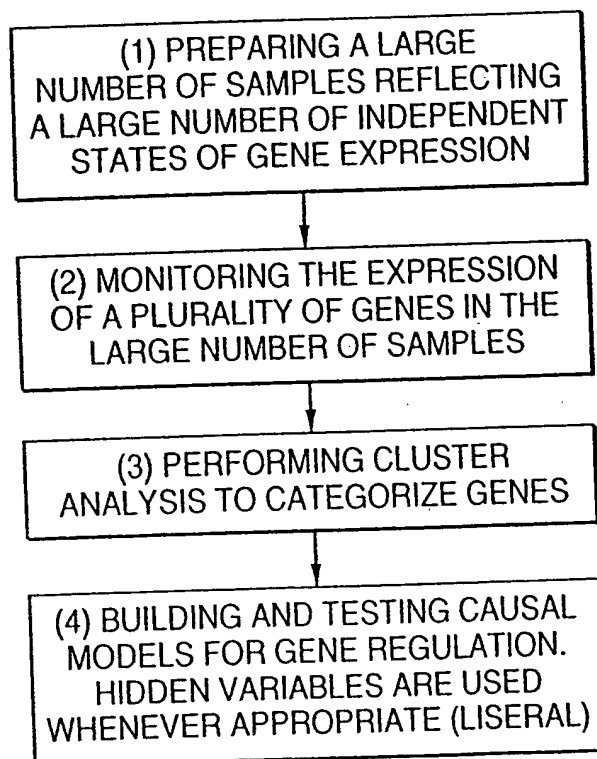 (1) PREPARING A LARGE
NUMBER OF SAMPLES REFLECTING
A LARGE NUMBER OF INDEPENDENT
STATES OF GENE EXPRESSION
(2) MONITORING THE EXPRESSION
OF A PLURALITY OF GENES IN THE
LARGE NUMBER OF SAMPLES
(3) PERFORMING CLUSTER
ANALYSIS TO CATEGORIZE GENES
(4) BUILDING AND TESTING CAUSAL
MODELS FOR GENE REGULATION.
HIDDEN VARIABLES ARE USED
WHENEVER APPROPRIATE (LISERAL)